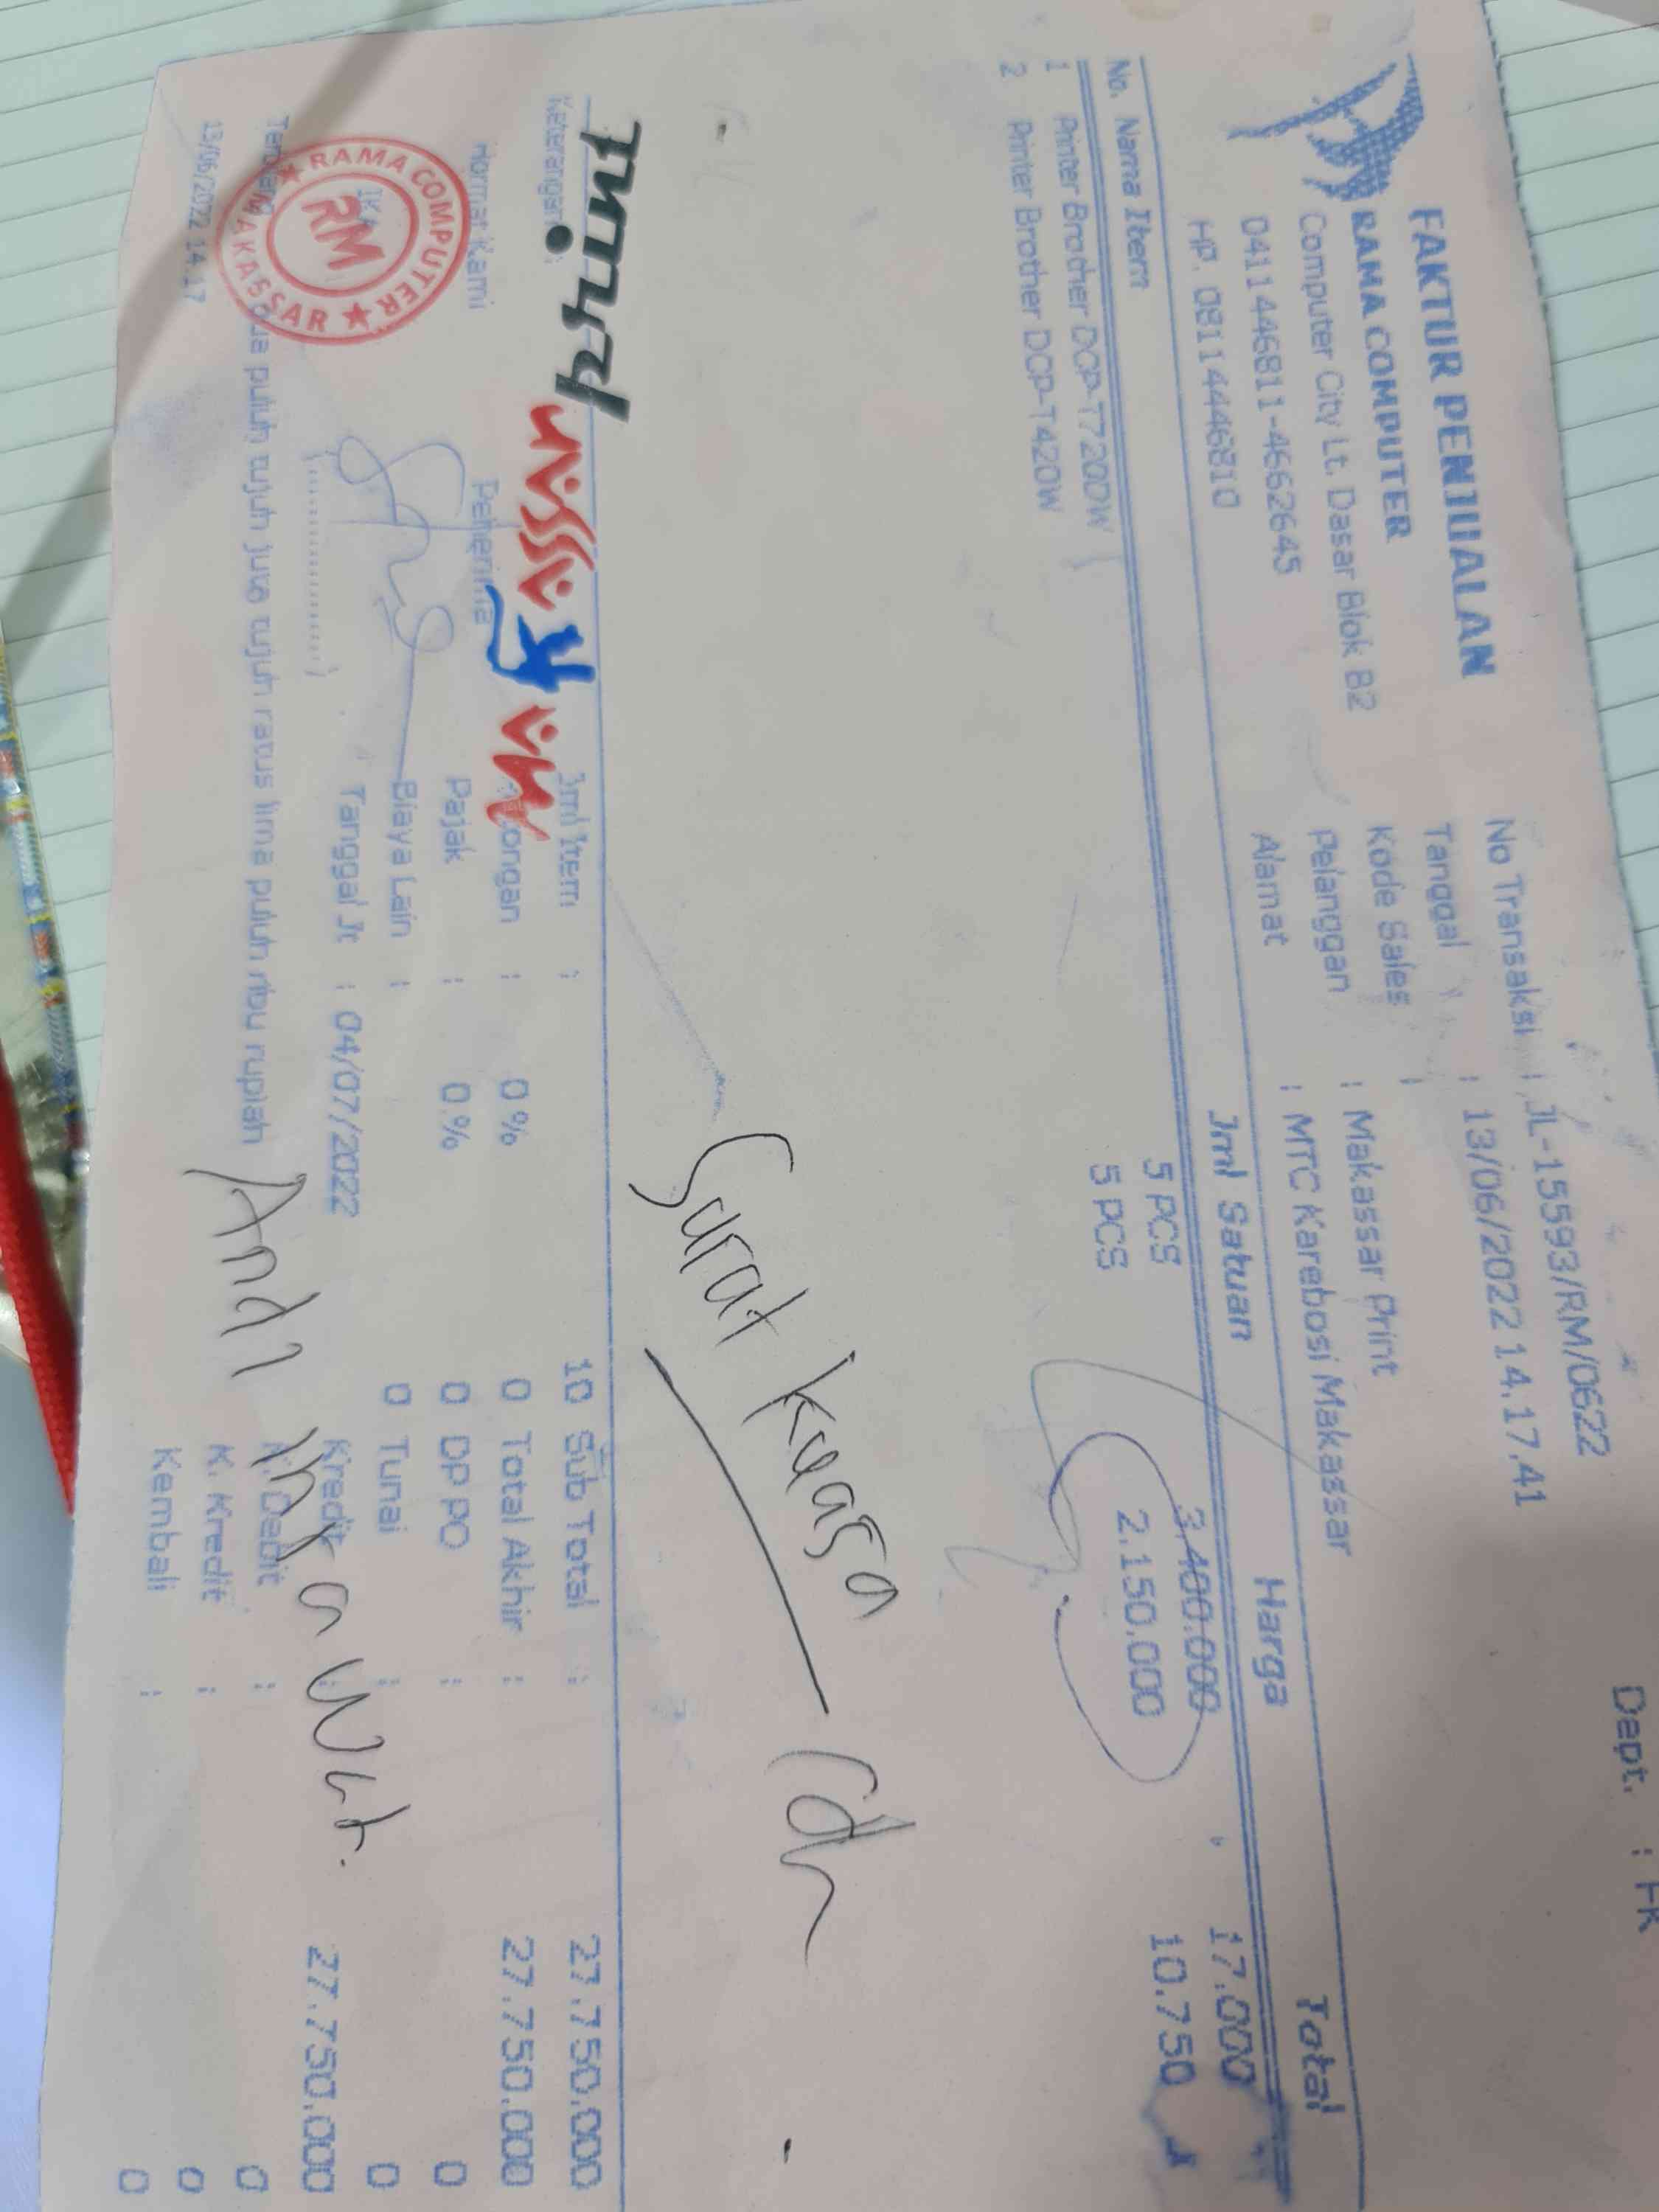 FAKTUR PENJUALAN
RAMA COMPUTER
Computer City Lt. Dasar Blok B2
04114446811-4662645
HP. 08114446810
Dept. : FK
No Transaksi : JL-15593/RM/0622
Tanggal : 13/06/2022 14.17.41
Kode Sales :
Pelanggan : Makassar Print
Alamat : MTC Karebosi Makassar
No. Nama Item Jml Satuan Harga Total
1 Printer Brother DCP-T720DW 5 PCS 3.400.000 17.000
2 Printer Brother DCP-T420W 5 PCS 2.150.000 10.750
Surat kuasa
Keterangan :
Jml Item : 10 Sub Total : 27.750.000
ongan : 0 % 0 Total Akhir : 27.750.000
Pajak : 0 % 0 DP PO : 0
Biaya Lain : 0 Tunai : 0
Tanggal Jt : 04/07/2022 Kredit : 27.750.000
K. Debit : 0
K. Kredit : 0
Kembali : 0
Hormat Kami
Penerima
print
RAMA COMPUTER
RM
MAKASSAR
Terbilang dua puluh tujuh juta tujuh ratus lima puluh ribu rupiah
13/06/2022 14.17
Andi